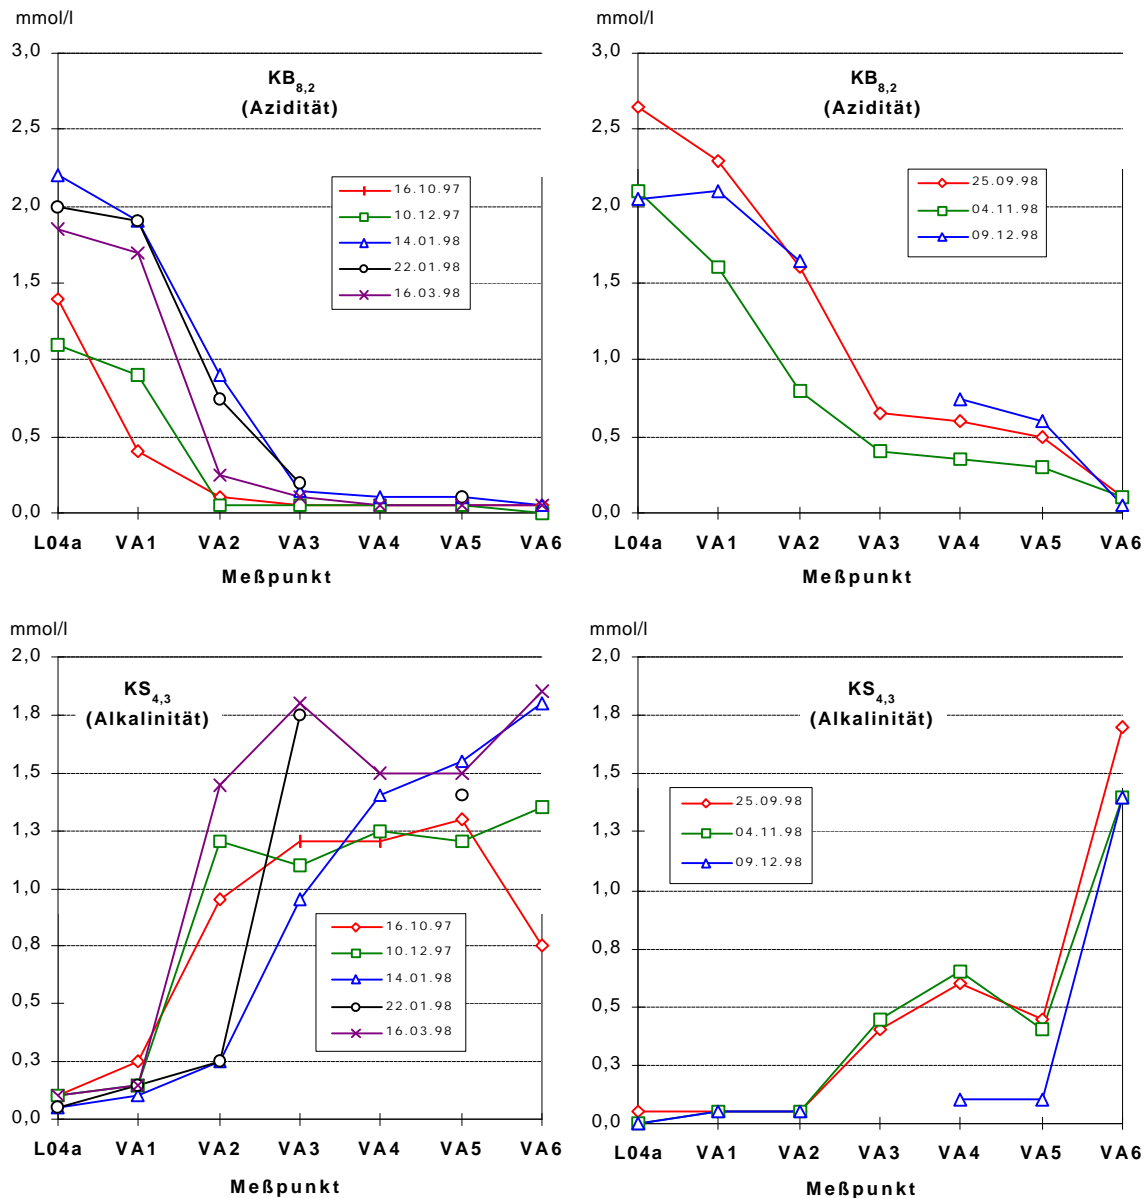 mmol/l
3,0
2,5
2,0
1,5
1,0
0,5
0,0
KB8,2
(Azidität)
16.10.97
10.12.97
14.01.98
22.01.98
16.03.98
L04a VA1 VA2 VA3 VA4 VA5 VA6
Meßpunkt
mmol/l
3,0
2,5
2,0
1,5
1,0
0,5
0,0
KB8,2
(Azidität)
25.09.98
04.11.98
09.12.98
L04a VA1 VA2 VA3 VA4 VA5 VA6
Meßpunkt
mmol/l
2,0
1,8
1,5
1,3
1,0
0,8
0,5
0,3
0,0
KS4,3
(Alkalinität)
16.10.97
10.12.97
14.01.98
22.01.98
16.03.98
L04a VA1 VA2 VA3 VA4 VA5 VA6
Meßpunkt
mmol/l
2,0
1,8
1,5
1,3
1,0
0,8
0,5
0,3
0,0
KS4,3
(Alkalinität)
25.09.98
04.11.98
09.12.98
L04a VA1 VA2 VA3 VA4 VA5 VA6
Meßpunkt